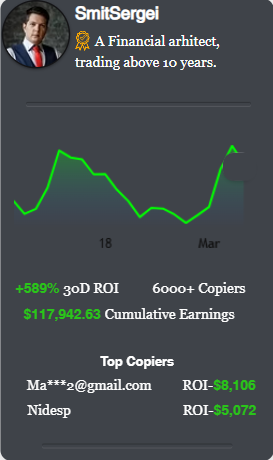 SmitSergei
A Financial arhitect,
trading above 10 years.
18 Mar
+589% 30D ROI 6000+ Copiers
$117,942.63 Cumulative Earnings
Top Copiers
Ma***2@gmail.com ROI-$8,106
Nidesp ROI-$5,072